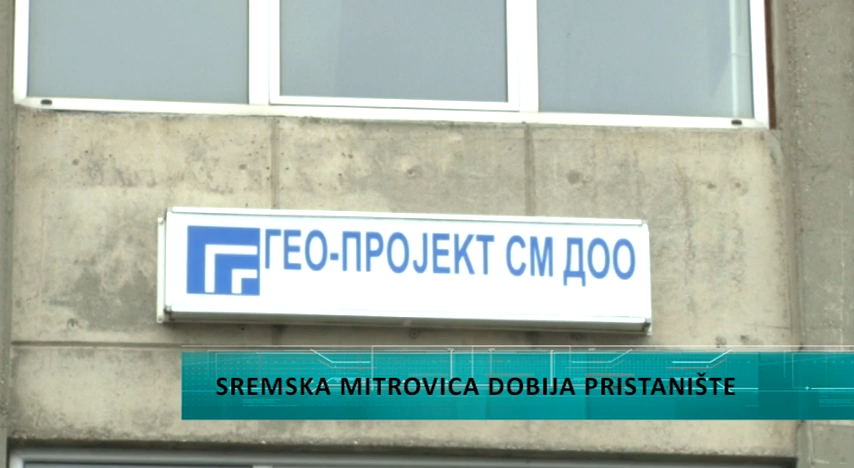 ГЕО-ПРОЈЕКТ СМ ДОО
SREMSKA MITROVICA DOBIJA PRISTANIŠTE